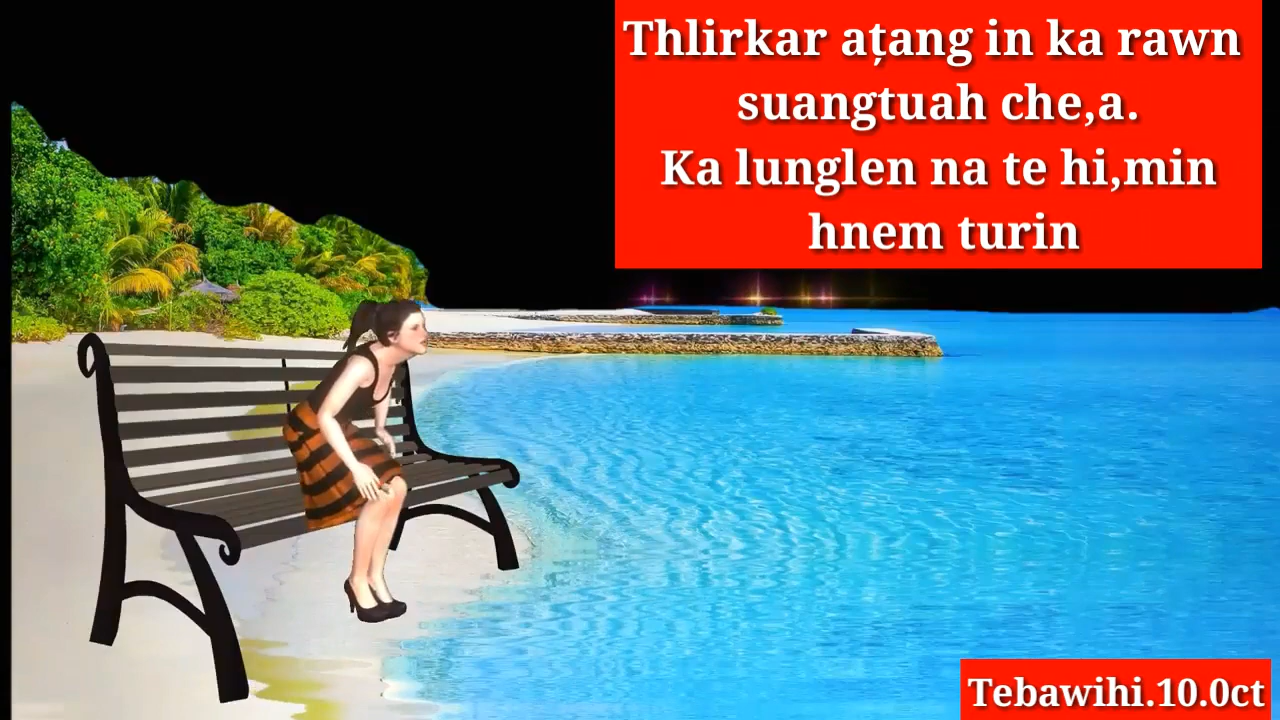 Thlirkar aṭang in ka rawn
suangtuah che,a.
Ka lunglen na te hi,min
hnem turin
Tebawihi.10.0ct